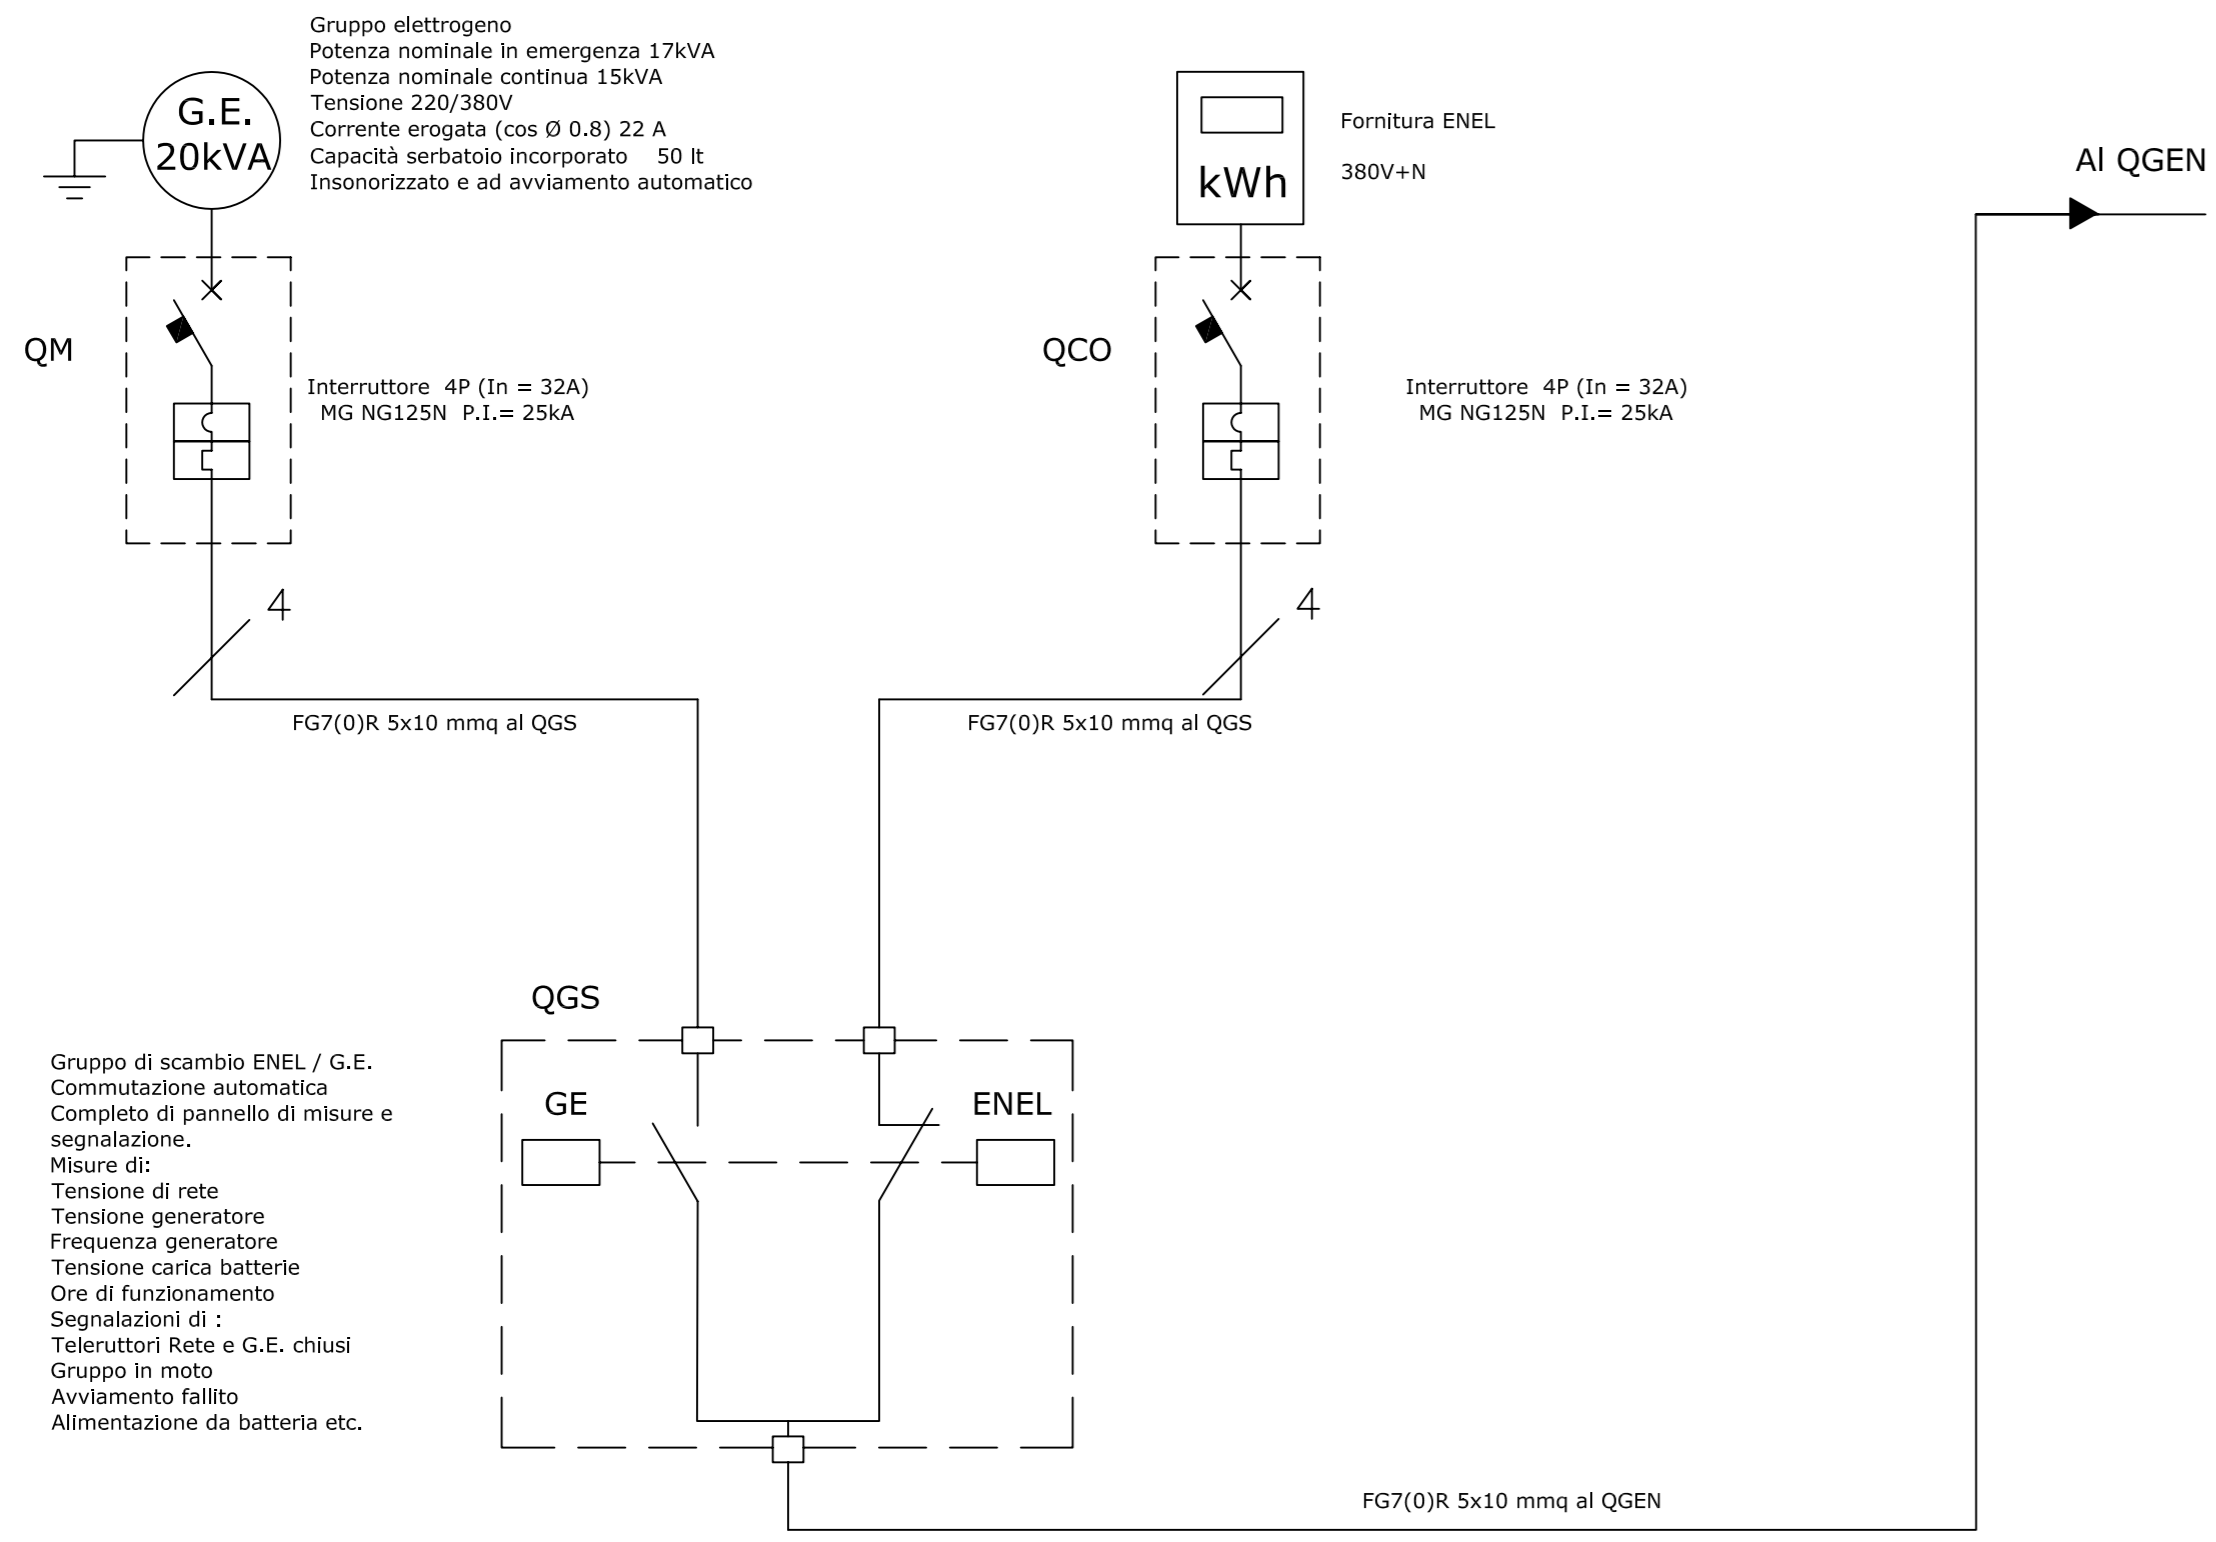 Gruppo elettrogeno
Potenza nominale in emergenza 17kVA
Potenza nominale continua 15kVA
Tensione 220/380V
Corrente erogata (cos Ø 0.8) 22 A
Capacità serbatoio incorporato 50 lt
Insonorizzato e ad avviamento automatico
G.E.
20kVA
kWh
Fornitura ENEL
380V+N
Al QGEN
QM
Interruttore 4P (In = 32A)
MG NG125N P.I.= 25kA
QCO
Interruttore 4P (In = 32A)
MG NG125N P.I.= 25kA
4
4
FG7(0)R 5x10 mmq al QGS
FG7(0)R 5x10 mmq al QGS
QGS
GE
ENEL
Gruppo di scambio ENEL / G.E.
Commutazione automatica
Completo di pannello di misure e
segnalazione.
Misure di:
Tensione di rete
Tensione generatore
Frequenza generatore
Tensione carica batterie
Ore di funzionamento
Segnalazioni di :
Teleruttori Rete e G.E. chiusi
Gruppo in moto
Avviamento fallito
Alimentazione da batteria etc.
FG7(0)R 5x10 mmq al QGEN